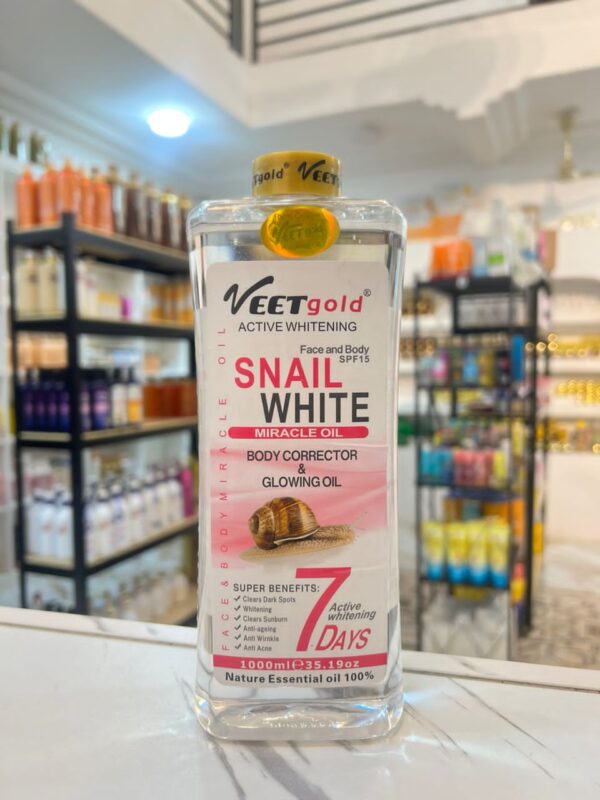 Tgold® VEET
VEETgold
VEETgold®
ACTIVE WHITENING
Face and Body
SPF15
SNAIL
WHITE
MIRACLE OIL
BODY CORRECTOR
&
GLOWING OIL
FACE & BODY MIRACLE OIL
SUPER BENEFITS:
✓ Clears Dark Spots
✓ Whitening
✓ Clears Sunburn
✓ Anti-ageing
✓ Anti Wrinkle
✓ Anti Acne
7
Active
whitening
DAYS
1000ml℮35.19oz
Nature Essential oil 100%